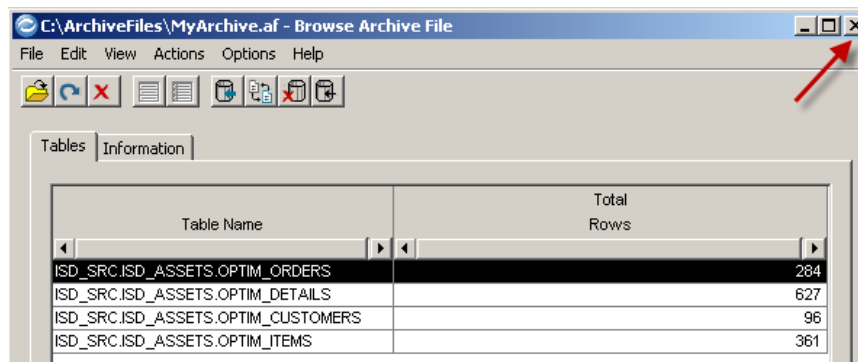 C:\ArchiveFiles\MyArchive.af - Browse Archive File
File Edit View Actions Options Help
Tables Information
Table Name Total Rows
ISD_SRC.ISD_ASSETS.OPTIM_ORDERS 284
ISD_SRC.ISD_ASSETS.OPTIM_DETAILS 627
ISD_SRC.ISD_ASSETS.OPTIM_CUSTOMERS 96
ISD_SRC.ISD_ASSETS.OPTIM_ITEMS 361